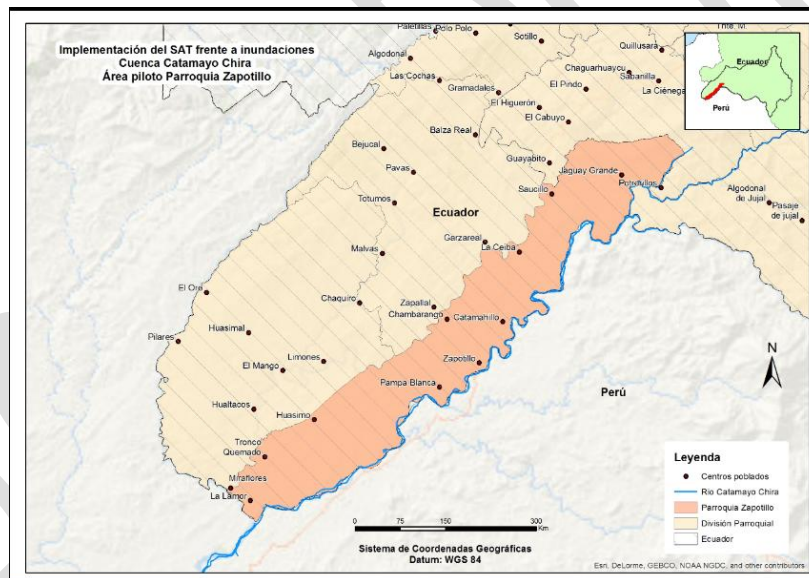 Implementación del SAT frente a inundaciones
Cuenca Catamayo Chira
Área piloto Parroquia Zapotillo
Paletillas
Polo Polo
Sotillo
Algodonal
Las Cochas
Gramadales
Chaguarhuaycu
Quillusara
Sabanilla
La Ciénega
El Pindo
El Higuerón
El Cabuyo
Balza Real
Bejucal
Pavas
Guayabito
Jaguay Grande
Saucillo
Totumos
Algodonal
de Jujal
Pasaje
de jujal
Ecuador
Garzareal
La Ceiba
Malvas
El Oro
Chaquiro
Zapallal
Chambarango
Catamahillo
Pilares
Huasimal
Limones
El Mango
Zapotillo
Pampa Blanca
Perú
Hualtacos
Huasimo
Tronco
Quemado
Miraflores
La Lamor
Ecuador
Perú
N
Leyenda
Centros poblados
Rio Catamayo Chira
Parroquia Zapotillo
División Parroquial
Ecuador
0 75 150 300
Km
Sistema de Coordenadas Geográficas
Datum: WGS 84
Esri, DeLorme, GEBCO, NOAA NGDC, and other contributors